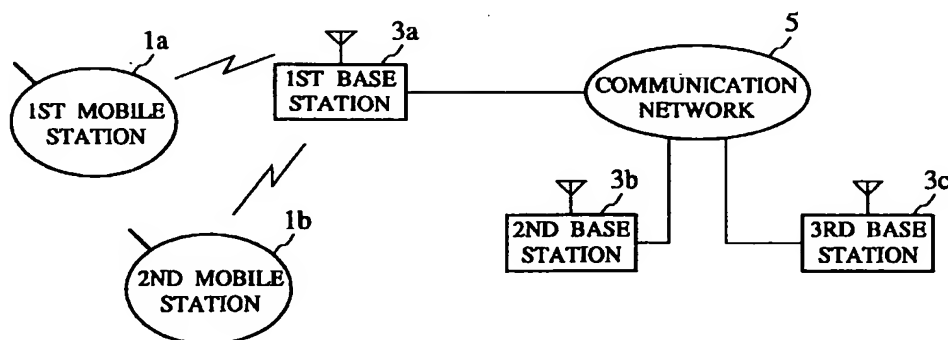 1a
1ST MOBILE
STATION
3a
1ST BASE
STATION
5
COMMUNICATION
NETWORK
1b
2ND MOBILE
STATION
3b
2ND BASE
STATION
3c
3RD BASE
STATION